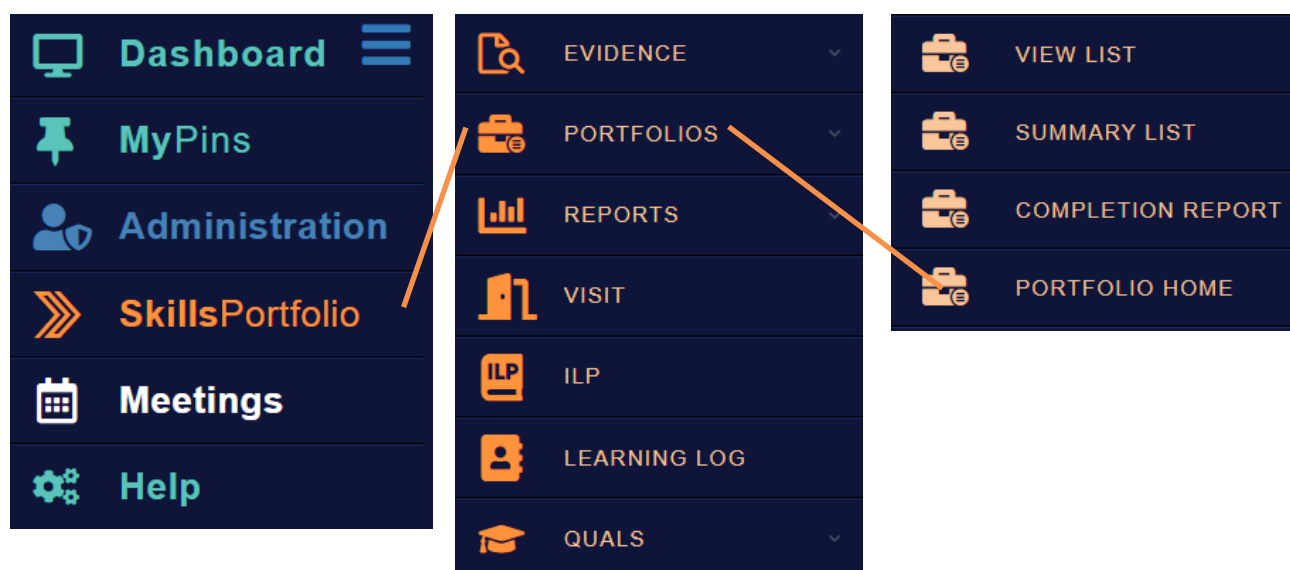 Dashboard
MyPins
Administration
SkillsPortfolio
Meetings
Help
EVIDENCE
PORTFOLIOS
REPORTS
VISIT
ILP
ILP
LEARNING LOG
QUALS
VIEW LIST
SUMMARY LIST
COMPLETION REPORT
PORTFOLIO HOME